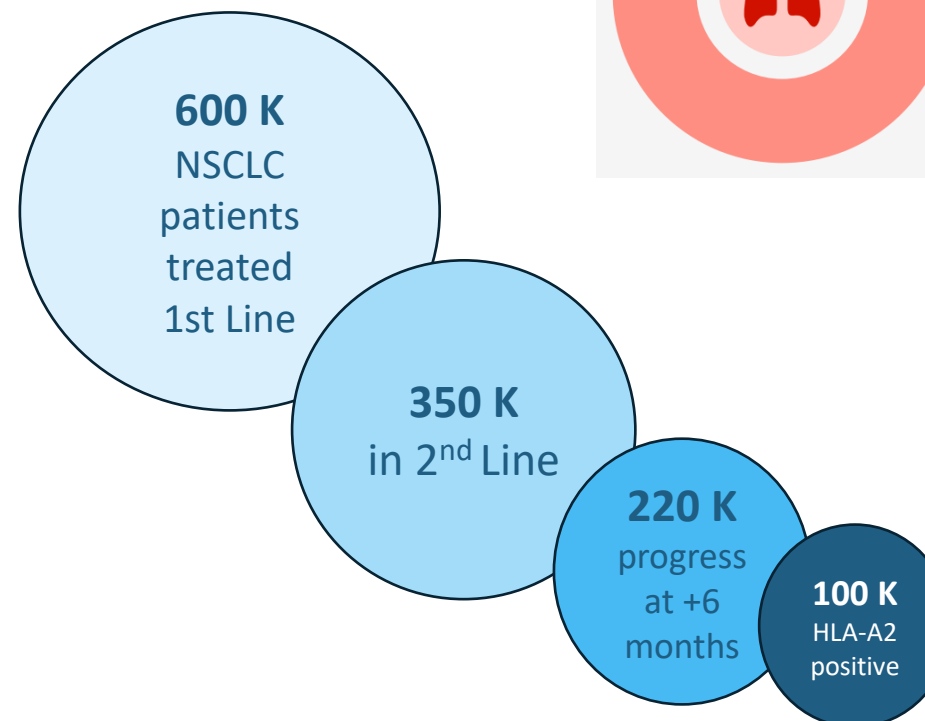 600 K
NSCLC
patients
treated
1st Line
350 K
in 2nd Line
220 K
progress
at +6
months
100 K
HLA-A2
positive